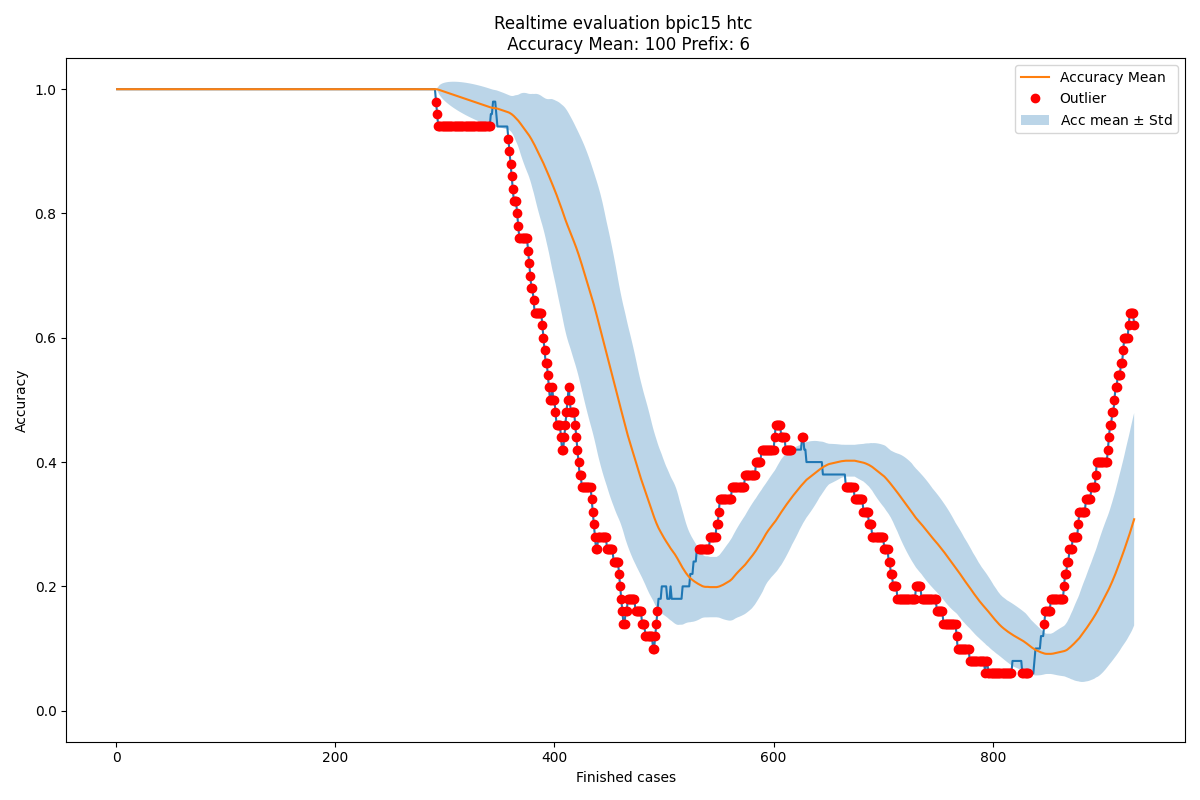 Realtime evaluation bpic15 htc
Accuracy Mean: 100 Prefix: 6
Accuracy Mean
Outlier
Acc mean ± Std
Accuracy
1.0
0.8
0.6
0.4
0.2
0.0
0 200 400 600 800
Finished cases